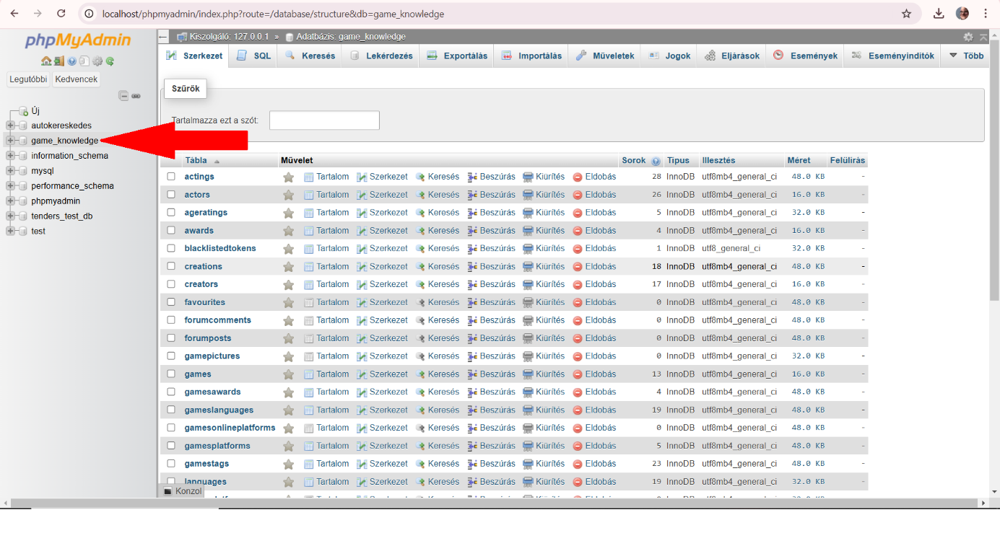 localhost/phpmyadmin/index.php?route=/database/structure&db=game_knowledge
phpMyAdmin
Legutóbbi Kedvencek
Új
autokereskedes
game_knowledge
information_schema
mysql
performance_schema
phpmyadmin
tenders_test_db
test
Kiszolgáló: 127.0.0.1 » Adatbázis: game_knowledge
Szerkezet SQL Keresés Lekérdezés Exportálás Importálás Műveletek Jogok Eljárások Események Eseményindítók Több
Szűrők
Tartalmazza ezt a szót:
Tábla Művelet Sorok Típus Illesztés Méret Felülírás
actings Tartalom Szerkezet Keresés Beszúrás Kiürítés Eldobás 28 InnoDB utf8mb4_general_ci 48.0 KB -
actors Tartalom Szerkezet Keresés Beszúrás Kiürítés Eldobás 26 InnoDB utf8mb4_general_ci 16.0 KB -
ageratings Tartalom Szerkezet Keresés Beszúrás Kiürítés Eldobás 5 InnoDB utf8mb4_general_ci 32.0 KB -
awards Tartalom Szerkezet Keresés Beszúrás Kiürítés Eldobás 4 InnoDB utf8mb4_general_ci 16.0 KB -
blacklistedtokens Tartalom Szerkezet Keresés Beszúrás Kiürítés Eldobás 1 InnoDB utf8_general_ci 32.0 KB -
creations Tartalom Szerkezet Keresés Beszúrás Kiürítés Eldobás 18 InnoDB utf8mb4_general_ci 48.0 KB -
creators Tartalom Szerkezet Keresés Beszúrás Kiürítés Eldobás 17 InnoDB utf8mb4_general_ci 16.0 KB -
favourites Tartalom Szerkezet Keresés Beszúrás Kiürítés Eldobás 0 InnoDB utf8mb4_general_ci 48.0 KB -
forumcomments Tartalom Szerkezet Keresés Beszúrás Kiürítés Eldobás 0 InnoDB utf8mb4_general_ci 48.0 KB -
forumposts Tartalom Szerkezet Keresés Beszúrás Kiürítés Eldobás 0 InnoDB utf8mb4_general_ci 48.0 KB -
gamepictures Tartalom Szerkezet Keresés Beszúrás Kiürítés Eldobás 0 InnoDB utf8mb4_general_ci 32.0 KB -
games Tartalom Szerkezet Keresés Beszúrás Kiürítés Eldobás 13 InnoDB utf8mb4_general_ci 16.0 KB -
gamesawards Tartalom Szerkezet Keresés Beszúrás Kiürítés Eldobás 4 InnoDB utf8mb4_general_ci 48.0 KB -
gameslanguages Tartalom Szerkezet Keresés Beszúrás Kiürítés Eldobás 19 InnoDB utf8mb4_general_ci 48.0 KB -
gamesonlineplatforms Tartalom Szerkezet Keresés Beszúrás Kiürítés Eldobás 0 InnoDB utf8mb4_general_ci 48.0 KB -
gamesplatforms Tartalom Szerkezet Keresés Beszúrás Kiürítés Eldobás 5 InnoDB utf8mb4_general_ci 48.0 KB -
gamestags Tartalom Szerkezet Keresés Beszúrás Kiürítés Eldobás 23 InnoDB utf8mb4_general_ci 48.0 KB -
languages Tartalom Szerkezet Keresés Beszúrás Kiürítés Eldobás 19 InnoDB utf8mb4_general_ci 32.0 KB -
Konzol